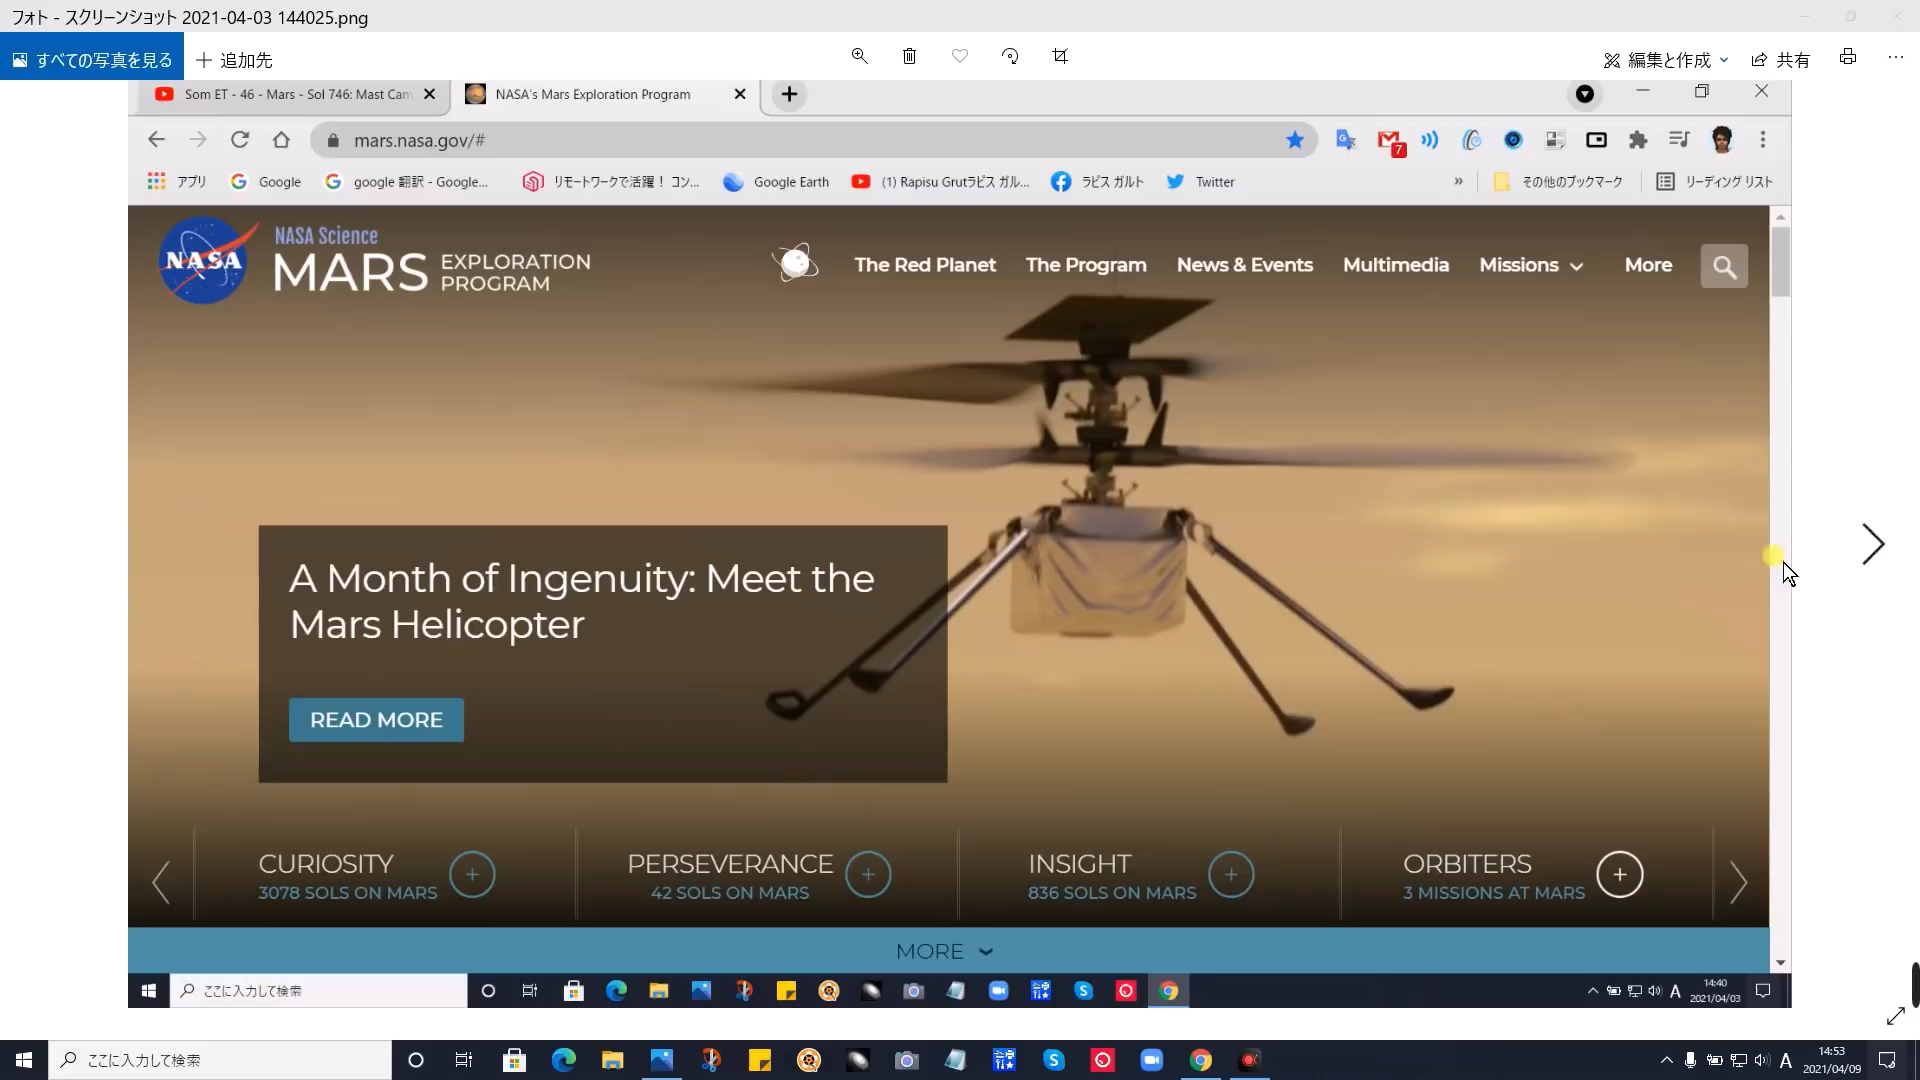 フォト - スクリーンショット 2021-04-03 144025.png
すべての写真を見る
追加先
編集と作成
共有
Som ET - 46 - Mars - Sol 746: Mast Cam
NASA's Mars Exploration Program
mars.nasa.gov/#
7
アプリ
Google
google 翻訳 - Google...
リモートワークで活躍！ コン...
Google Earth
(1) Rapisu Grutラピス ガル...
ラピス ガルト
Twitter
»
その他のブックマーク
リーディング リスト
NASA
NASA Science
MARS EXPLORATION PROGRAM
The Red Planet
The Program
News & Events
Multimedia
Missions
More
A Month of Ingenuity: Meet the
Mars Helicopter
READ MORE
CURIOSITY
3078 SOLS ON MARS
PERSEVERANCE
42 SOLS ON MARS
INSIGHT
836 SOLS ON MARS
ORBITERS
3 MISSIONS AT MARS
MORE
ここに入力して検索
A
14:40
2021/04/03
ここに入力して検索
A
14:53
2021/04/09